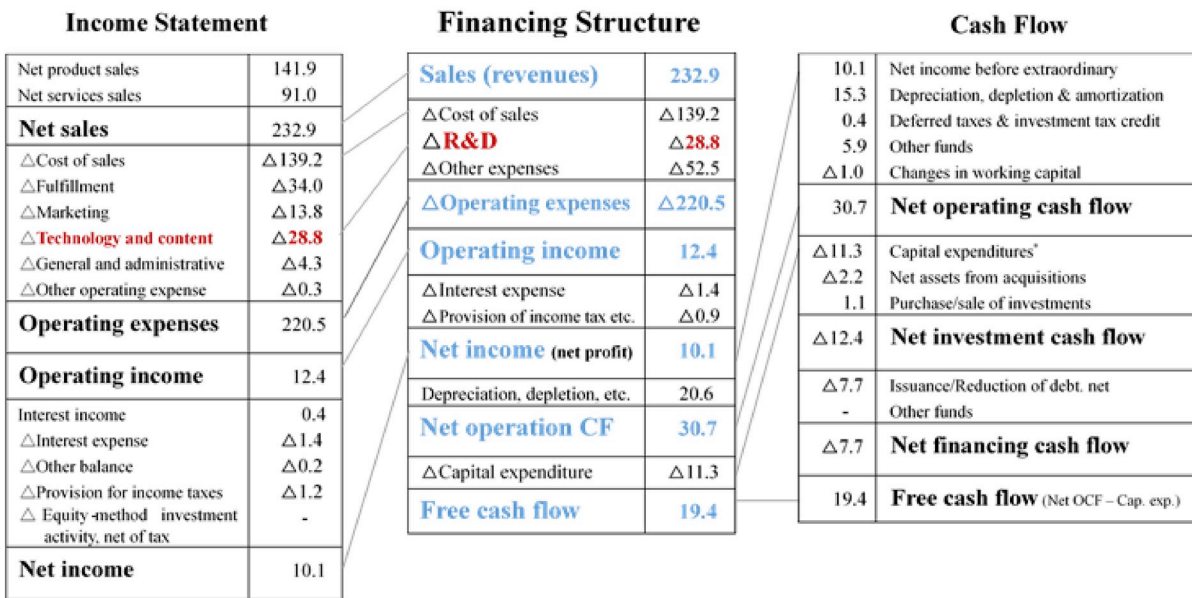 Income Statement
Net product sales 141.9
Net services sales 91.0
Net sales 232.9
△Cost of sales △139.2
△Fulfillment △34.0
△Marketing △13.8
△Technology and content △28.8
△General and administrative △4.3
△Other operating expense △0.3
Operating expenses 220.5
Operating income 12.4
Interest income 0.4
△Interest expense △1.4
△Other balance △0.2
△Provision for income taxes △1.2
△ Equity-method investment -
activity, net of tax
Net income 10.1
Financing Structure
Sales (revenues) 232.9
△Cost of sales △139.2
△R&D △28.8
△Other expenses △52.5
△Operating expenses △220.5
Operating income 12.4
△Interest expense △1.4
△Provision of income tax etc. △0.9
Net income (net profit) 10.1
Depreciation, depletion, etc. 20.6
Net operation CF 30.7
△Capital expenditure △11.3
Free cash flow 19.4
Cash Flow
10.1 Net income before extraordinary
15.3 Depreciation, depletion & amortization
0.4 Deferred taxes & investment tax credit
5.9 Other funds
△1.0 Changes in working capital
30.7 Net operating cash flow
△11.3 Capital expenditures*
△2.2 Net assets from acquisitions
1.1 Purchase/sale of investments
△12.4 Net investment cash flow
△7.7 Issuance/Reduction of debt. net
- Other funds
△7.7 Net financing cash flow
19.4 Free cash flow (Net OCF – Cap. exp.)